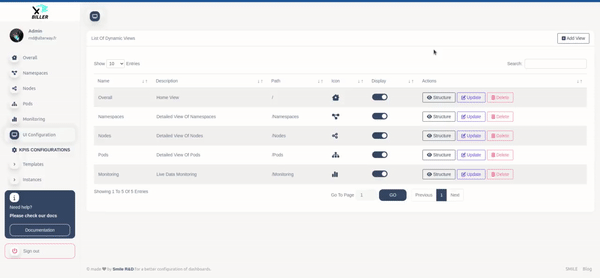 X
BILLER
Admin
Overall
Namespaces
Nodes
Pods
Monitoring
UI Configuration
KPIS CONFIGURATIONS
Templates
Instances
Need help?
Please check our docs
Documentation
Sign out
List Of Dynamic Views
Add View
Show 10 Entries
Search:
Name Description Path Icon Display Actions
Overall Home View / Structure Update Delete
Namespaces Detailed View Of Namespaces Namespaces Structure Update Delete
Nodes Detailed View Of Nodes Nodes Structure Update Delete
Pods Detailed View Of Pods Pods Structure Update Delete
Monitoring Live Data Monitoring Monitoring Structure Update Delete
Showing 1 To 5 Of 5 Entries
Go To Page 1 GO Previous 1 Next
© made by Smile R&D for a better configuration of dashboards.
SMILE Blog